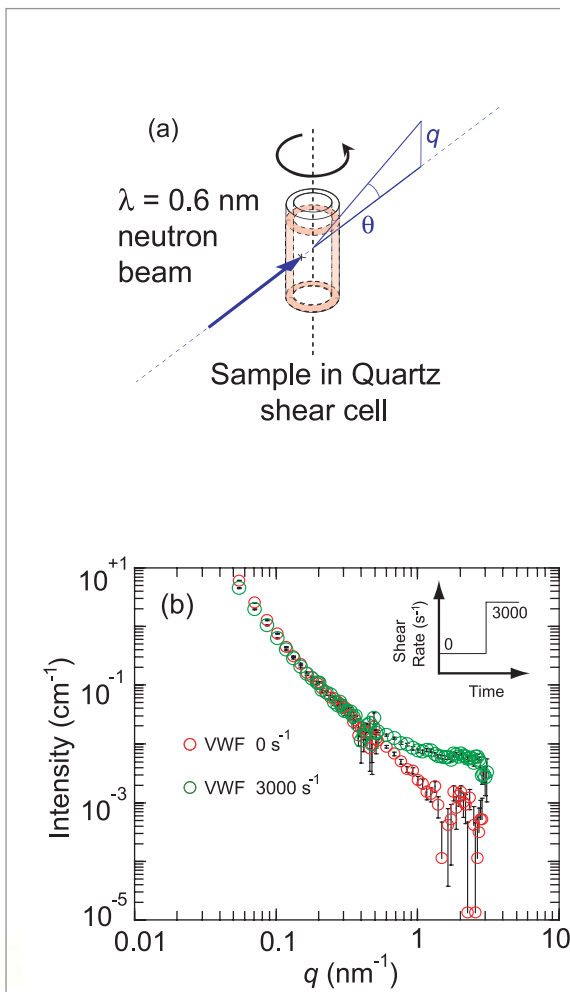 (a)
λ = 0.6 nm
neutron
beam
q
θ
Sample in Quartz
shear cell
(b)
10⁺¹
10⁻¹
10⁻³
10⁻⁵
Intensity (cm⁻¹)
VWF 0 s⁻¹
VWF 3000 s⁻¹
Shear
Rate (s⁻¹)
0
3000
Time
0.01
0.1
1
10
q (nm⁻¹)